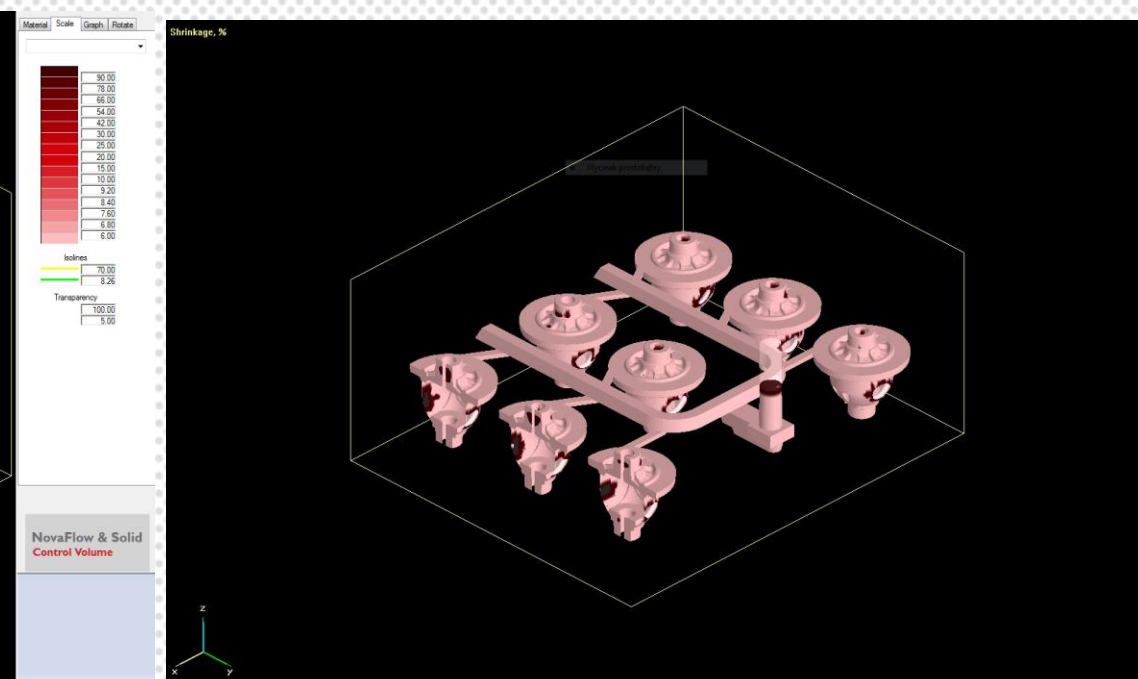 Material Scale Graph Rotate
Shrinkage, %
90.00
78.00
66.00
54.00
42.00
30.00
25.00
20.00
15.00
10.00
9.20
8.40
7.60
6.80
6.00
Isolines
70.00
8.26
Transparency
100.00
5.00
Wycinek prostokątny
NovaFlow & Solid
Control Volume
z
x
y